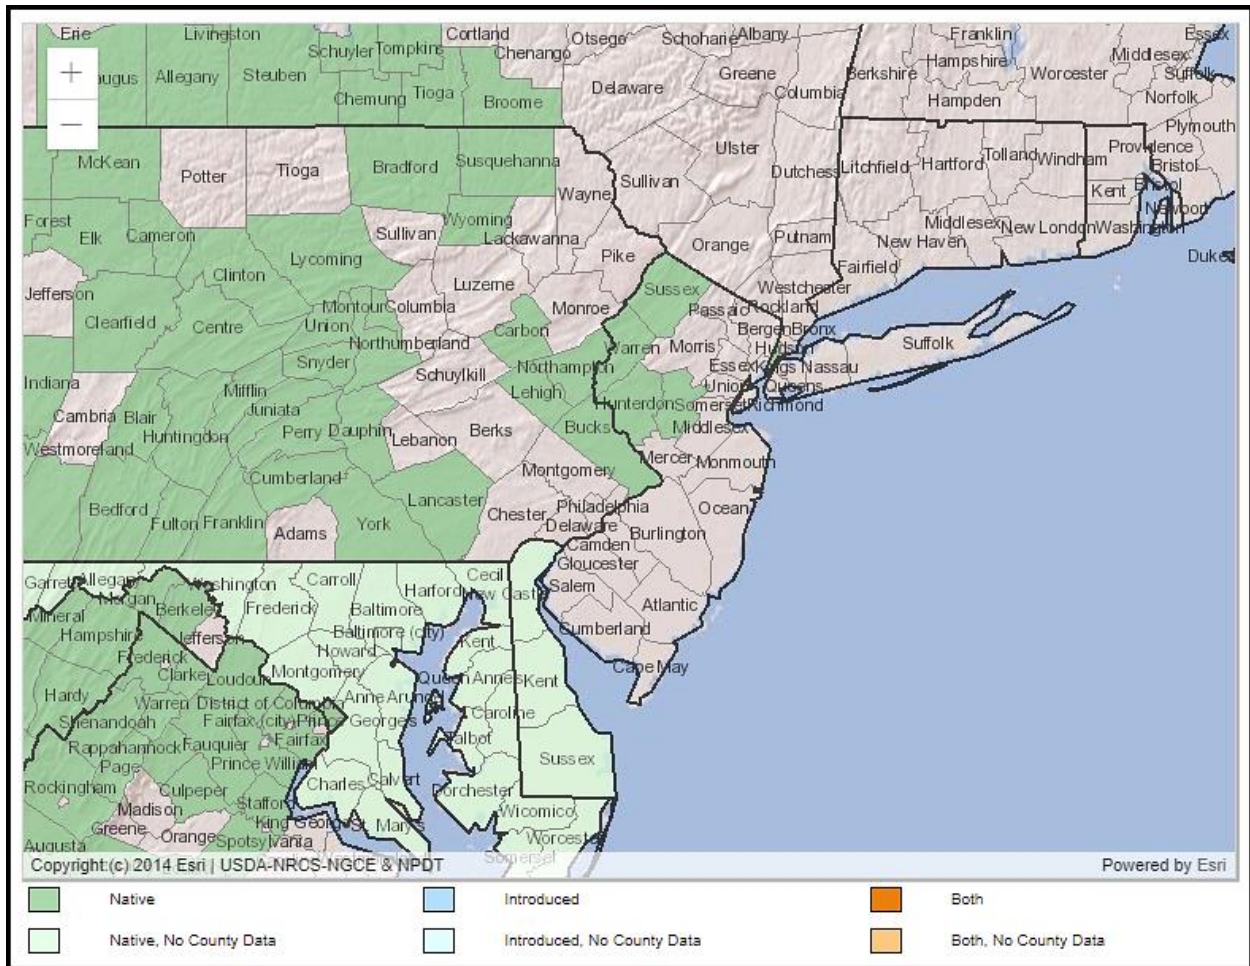 Erie Livingston Cortland Otsego Schoharie Albany Franklin Essex
Schuyler Tompkins Chenango Hampshire Middlesex
+ augus Allegany Steuben Delaware Greene Berkshire Worcester Suffolk
Chemung Tioga Broome Columbia Hampden Norfolk
−
Plymouth
McKean Potter Tioga Bradford Susquehanna Ulster Dutchess Litchfield Hartford Tolland Windham Providence Bristol
Wayne Sullivan Kent Bristol
Forest Elk Cameron Sullivan Wyoming Lackawanna Orange Putnam Middlesex New London Washington Newport
Lycoming Pike New Haven Fairfield Duke
Jefferson Clinton Luzerne Sussex Westchester
Clearfield Centre Montour Columbia Monroe Passaic Rockland
Union Carbon Bergen Bronx
Northumberland Warren Morris Hudson Suffolk
Snyder Schuylkill Northampton Essex Kings Nassau
Indiana Mifflin Lehigh Union Queens
Cambria Blair Juniata Hunterdon Somerset Richmond
Huntingdon Perry Dauphin Lebanon Berks Bucks Middlesex
Westmoreland Mercer Monmouth
Cumberland Montgomery
Bedford Lancaster Philadelphia Ocean
Fulton Franklin Adams York Chester Delaware Burlington
Camden
Gloucester
Garrett Allegany Washington Carroll Harford Cecil New Castle Salem
Mineral Morgan Berkeley Frederick Baltimore Atlantic
Hampshire Jefferson Baltimore (city) Kent Cumberland
Frederick Howard
Clarke Loudoun Montgomery Queen Annes Kent Cape May
Hardy Warren District of Columbia Anne Arundel
Shenandoah Fairfax (city) Prince Georges Caroline
Rappahannock Fauquier Fairfax Talbot
Page Prince William Sussex
Rockingham Culpeper Charles Calvert Dorchester
Madison Stafford Wicomico
Greene Orange King George St. Marys
Augusta Spotsylvania Worcester
Somerset
Copyright:(c) 2014 Esri | USDA-NRCS-NGCE & NPDT Powered by Esri
Native Introduced Both
Native, No County Data Introduced, No County Data Both, No County Data